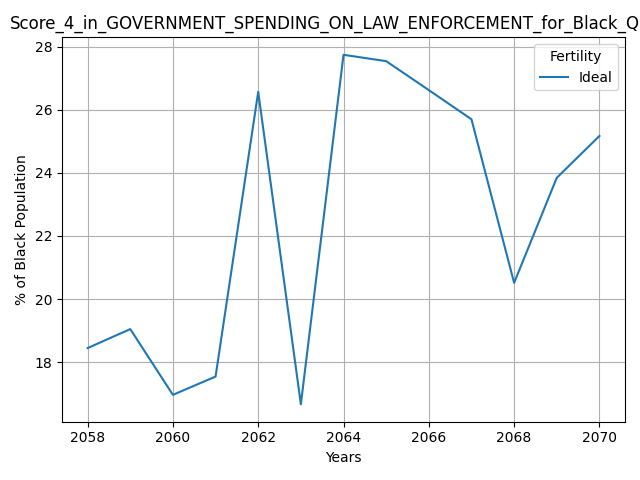 Score_4_in_GOVERNMENT_SPENDING_ON_LAW_ENFORCEMENT_for_Black_Q
Fertility
Ideal
% of Black Population
28
26
24
22
20
18
2058 2060 2062 2064 2066 2068 2070
Years